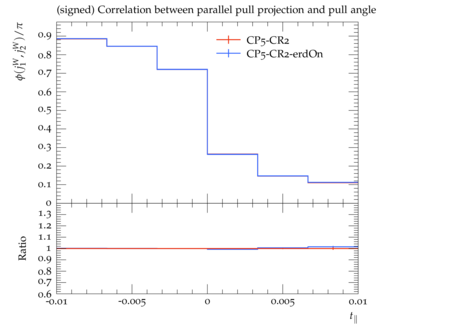 (signed) Correlation between parallel pull projection and pull angle
ϕ(j₁ᵂ, j₂ᵂ)/π
CP5-CR2
CP5-CR2-erdOn
0.9
0.8
0.7
0.6
0.5
0.4
0.3
0.2
0.1
0
Ratio
1.3
1.2
1.1
1
0.9
0.8
0.7
0.6
-0.01 -0.005 0 0.005 0.01
t∥